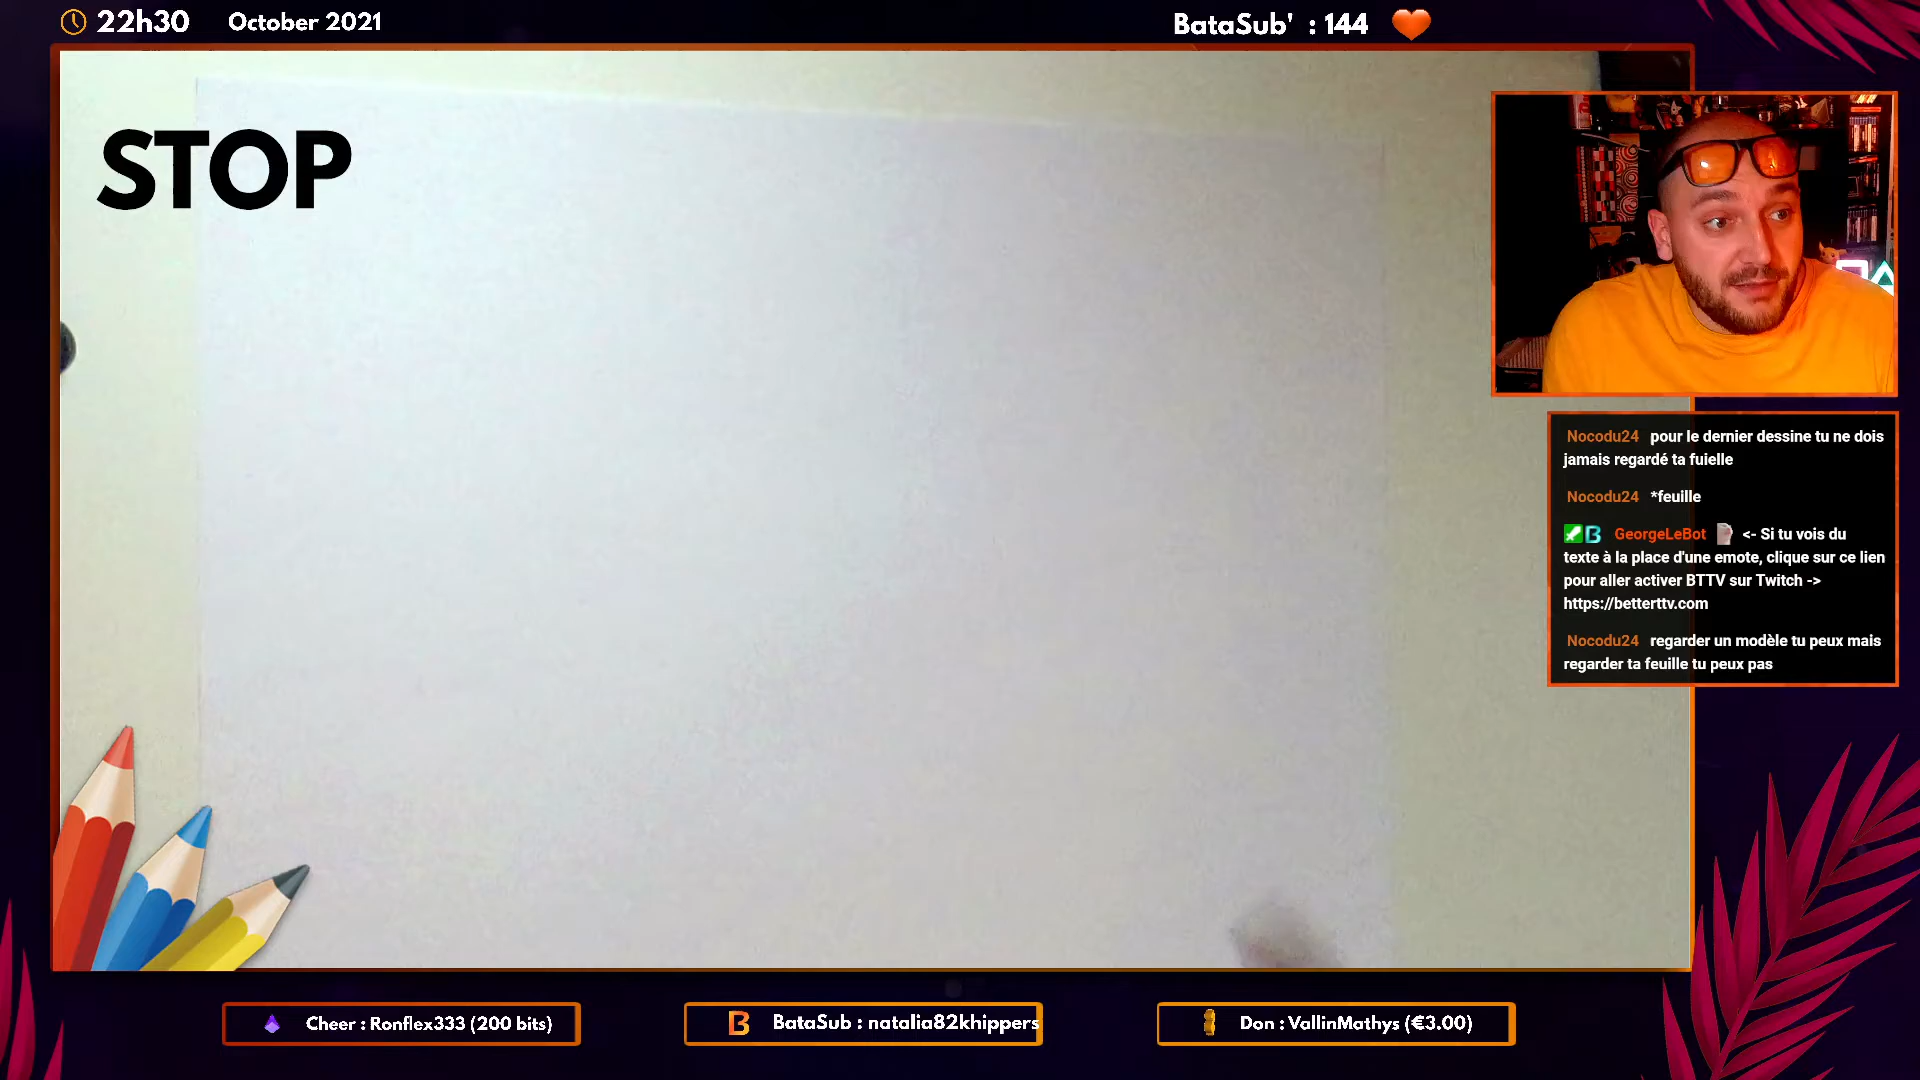 22h30 October 2021 BataSub' : 144
STOP
Nocodu24 pour le dernier dessine tu ne dois
jamais regardé ta fuielle
Nocodu24 *feuille
GeorgeLeBot <- Si tu vois du
texte à la place d'une emote, clique sur ce lien
pour aller activer BTTV sur Twitch ->
https://betterttv.com
Nocodu24 regarder un modèle tu peux mais
regarder ta feuille tu peux pas
Cheer : Ronflex333 (200 bits)
BataSub : natalia82khippers
Don : VallinMathys (€3.00)